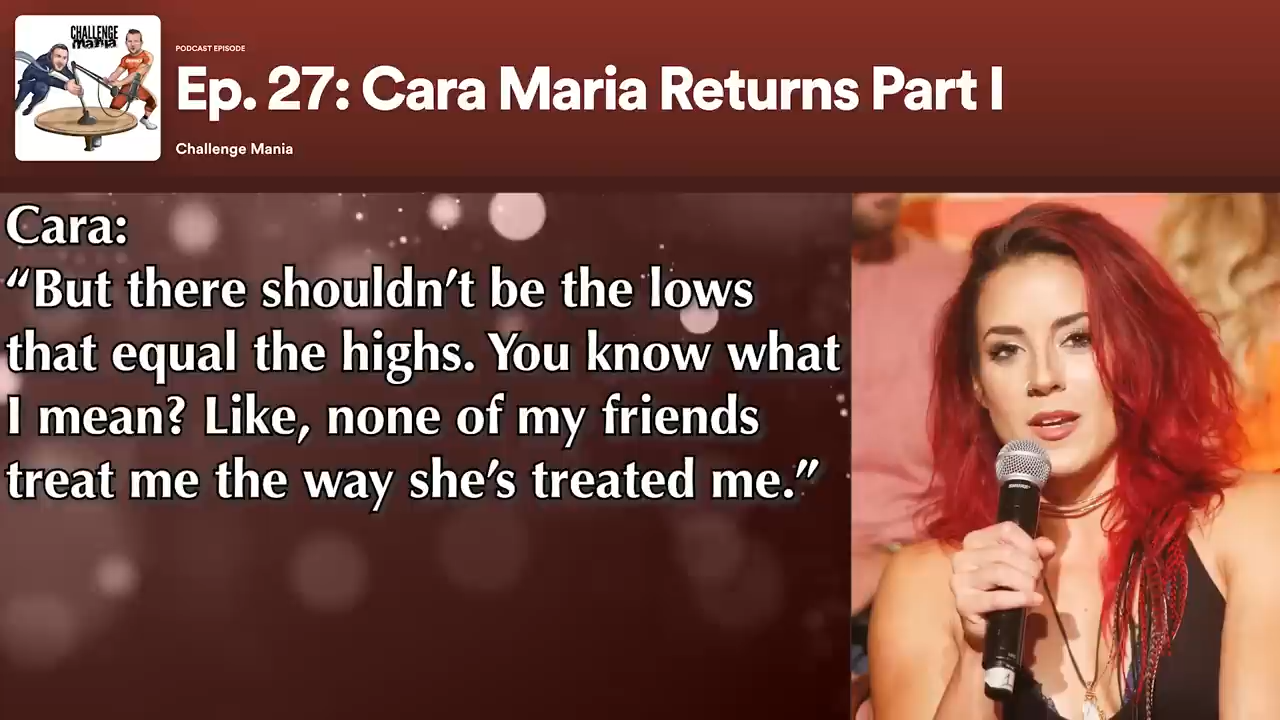 CHALLENGE
mania
PODCAST EPISODE
Ep. 27: Cara Maria Returns Part I
Challenge Mania
Cara:
“But there shouldn’t be the lows
that equal the highs. You know what
I mean? Like, none of my friends
treat me the way she’s treated me.”